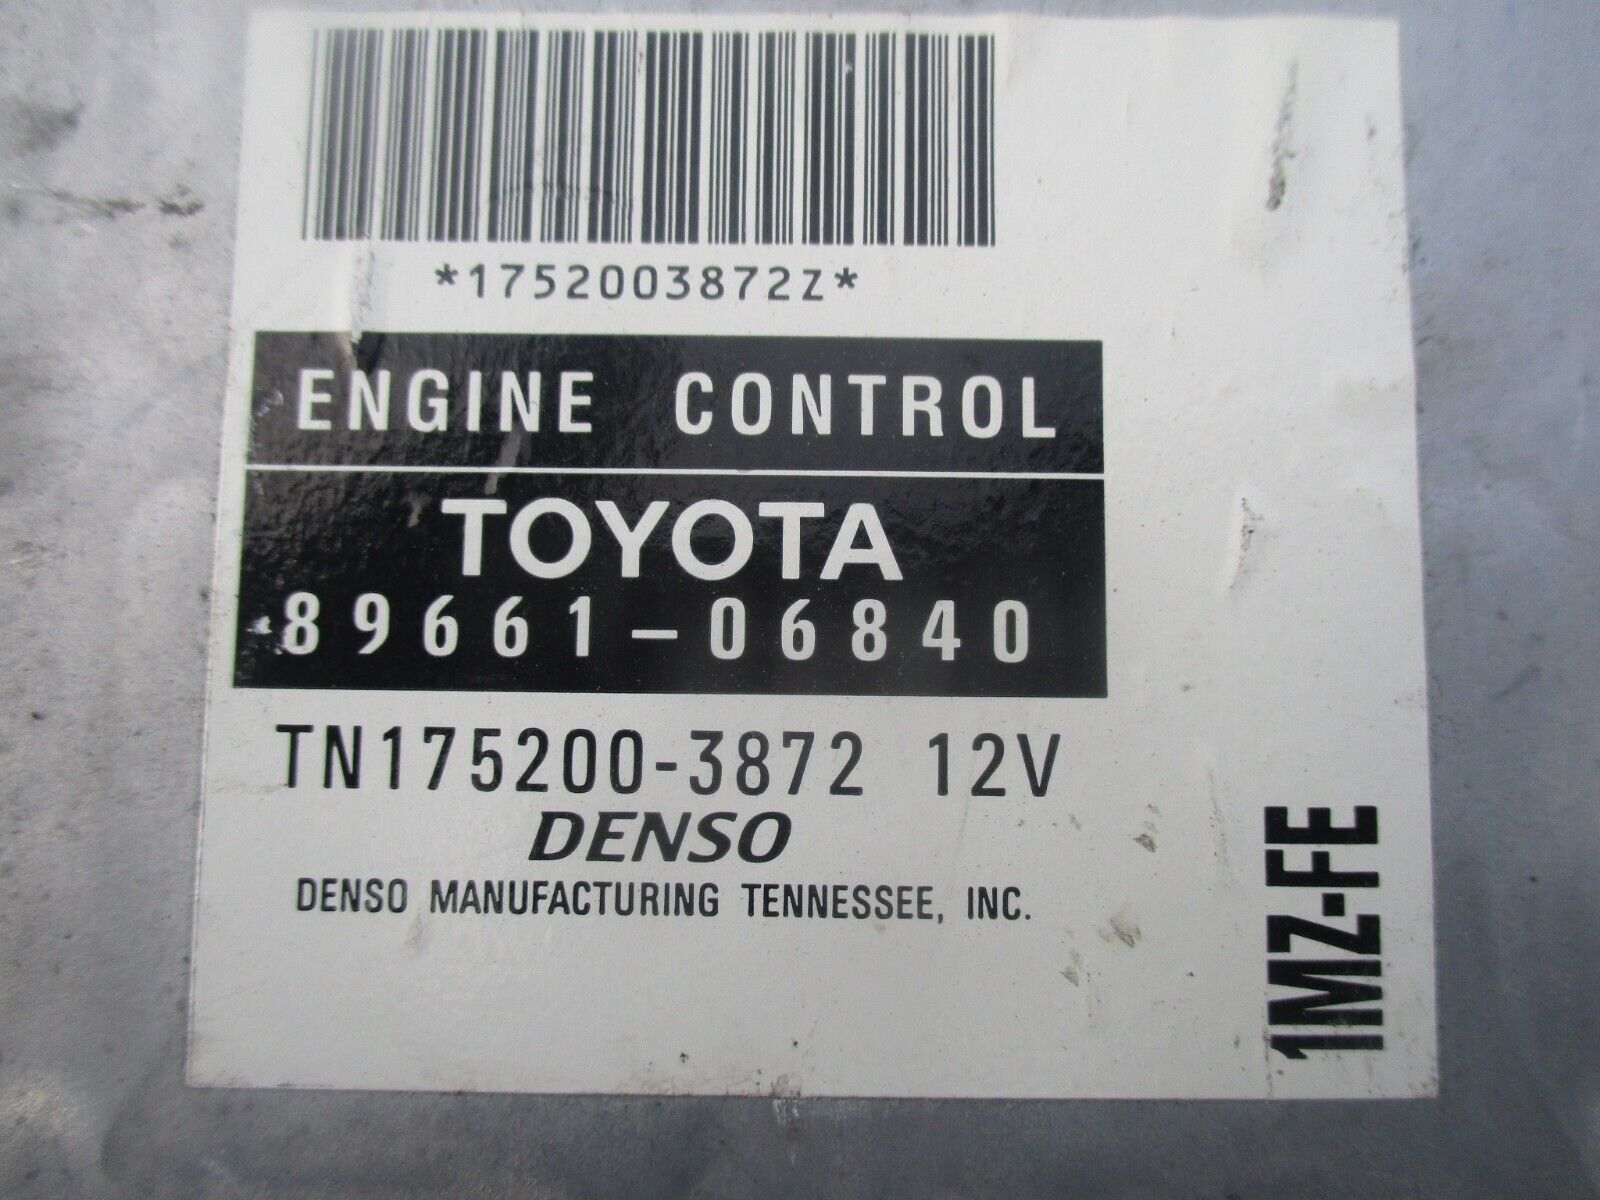 *1752003872Z*
ENGINE CONTROL
TOYOTA
89661-06840
TN175200-3872 12V
DENSO
DENSO MANUFACTURING TENNESSEE, INC.
1MZ-FE